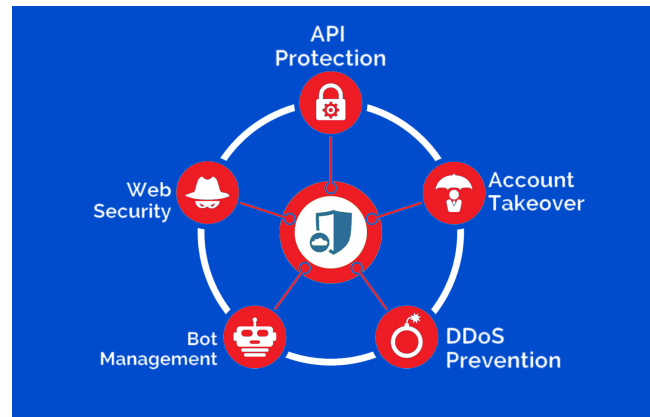 API
Protection
Account
Takeover
DDoS
Prevention
Bot
Management
Web
Security